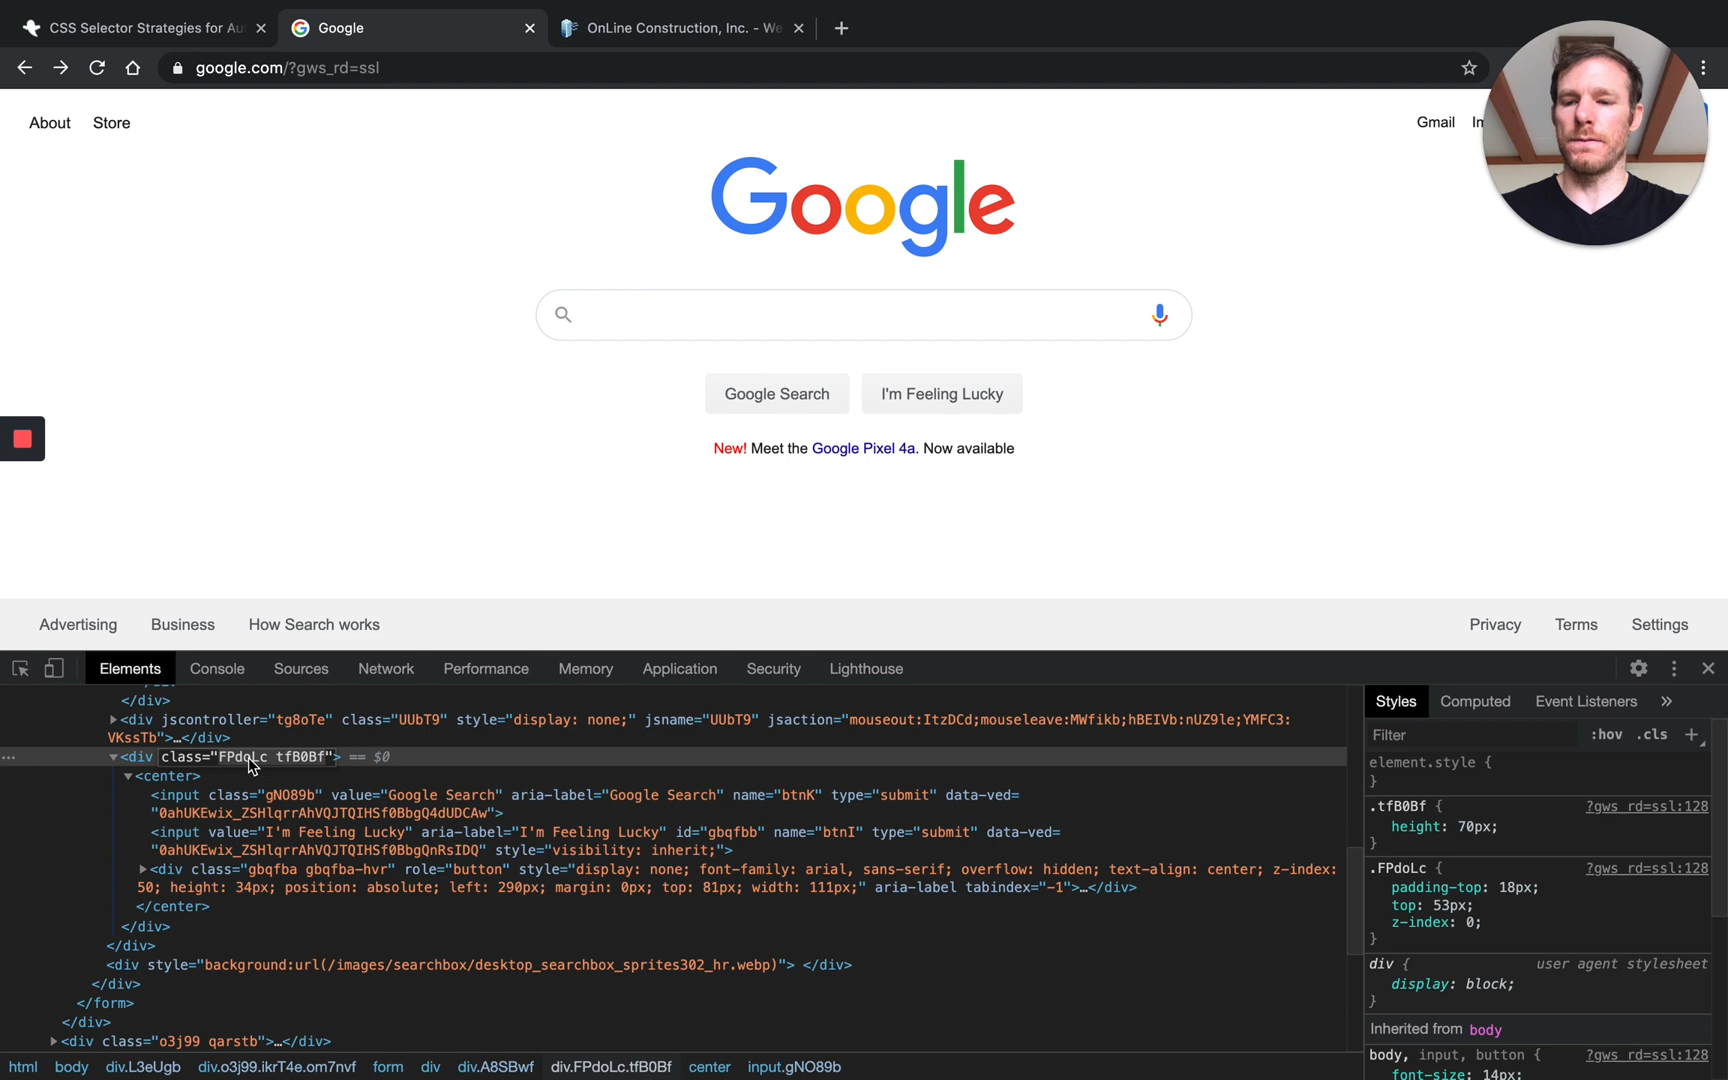 CSS Selector Strategies for Au
Google
OnLine Construction, Inc. - We
google.com/?gws_rd=ssl
About Store
Gmail Im
Google
Google Search I'm Feeling Lucky
New! Meet the Google Pixel 4a. Now available
Advertising Business How Search works
Privacy Terms Settings
Elements Console Sources Network Performance Memory Application Security Lighthouse
</div>
<div jscontroller="tg8oTe" class="UUbT9" style="display: none;" jsname="UUbT9" jsaction="mouseout:ItzDCd;mouseleave:MWfikb;hBEIVb:nUZ9le;YMFC3:
VKssTb">…</div>
<div class="FPdoLc tfB0Bf"> == $0
<center>
<input class="gNO89b" value="Google Search" aria-label="Google Search" name="btnK" type="submit" data-ved=
"0ahUKEwix_ZSHlqrrAhVQJTQIHSf0BbgQ4dUDCAw">
<input value="I'm Feeling Lucky" aria-label="I'm Feeling Lucky" id="gbqfbb" name="btnI" type="submit" data-ved=
"0ahUKEwix_ZSHlqrrAhVQJTQIHSf0BbgQnRsIDQ" style="visibility: inherit;">
<div class="gbqfba gbqfba-hvr" role="button" style="display: none; font-family: arial, sans-serif; overflow: hidden; text-align: center; z-index:
50; height: 34px; position: absolute; left: 290px; margin: 0px; top: 81px; width: 111px;" aria-label tabindex="-1">…</div>
</center>
</div>
</div>
<div style="background:url(/images/searchbox/desktop_searchbox_sprites302_hr.webp)"> </div>
</div>
</form>
</div>
<div class="o3j99 qarstb">…</div>
html body div.L3eUgb div.o3j99.ikrT4e.om7nvf form div div.A8SBwf div.FPdoLc.tfB0Bf center input.gNO89b
Styles Computed Event Listeners »
Filter :hov .cls +
element.style {
}
.tfB0Bf { ?gws_rd=ssl:128
height: 70px;
}
.FPdoLc { ?gws_rd=ssl:128
padding-top: 18px;
top: 53px;
z-index: 0;
}
div { user agent stylesheet
display: block;
}
Inherited from body
body, input, button { ?gws_rd=ssl:128
font-size: 14px;